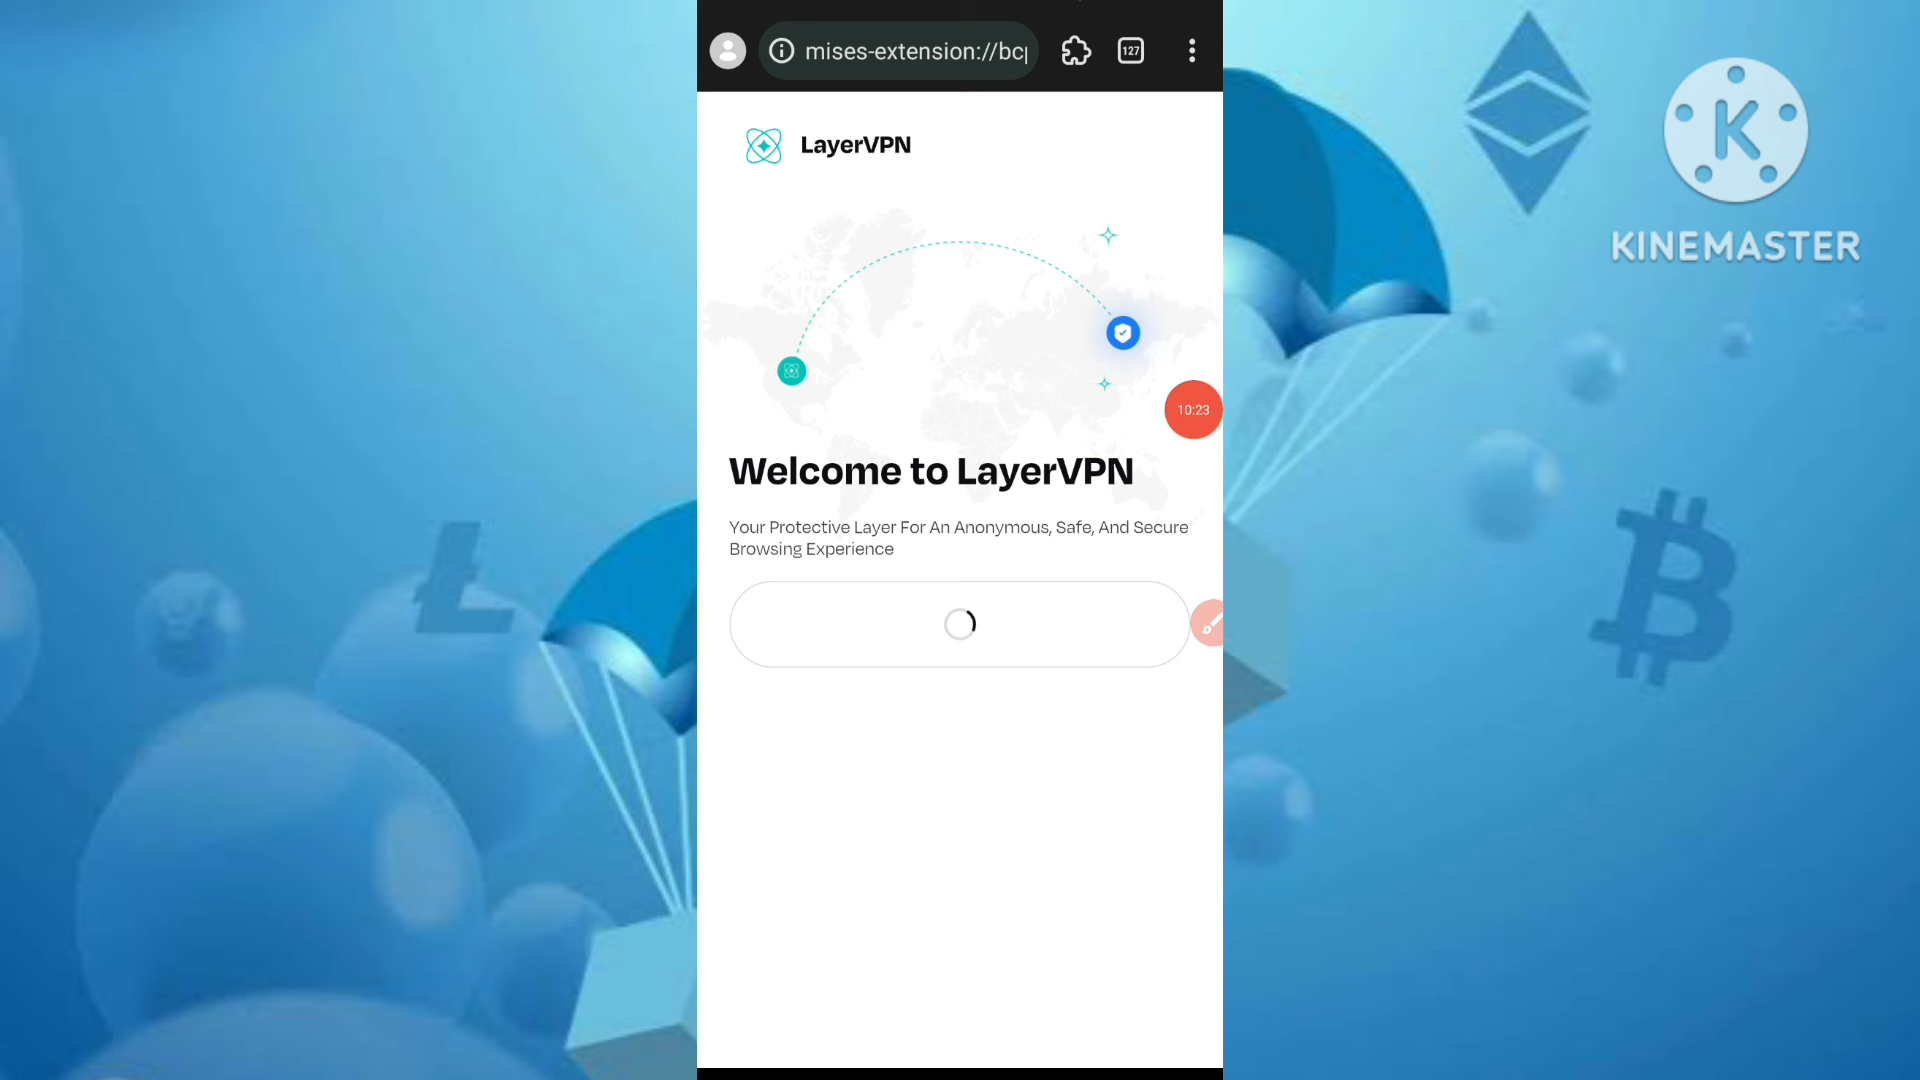 mises-extension://bc
127
LayerVPN
K
KINEMASTER
10:23
Welcome to LayerVPN
Your Protective Layer For An Anonymous, Safe, And Secure
Browsing Experience